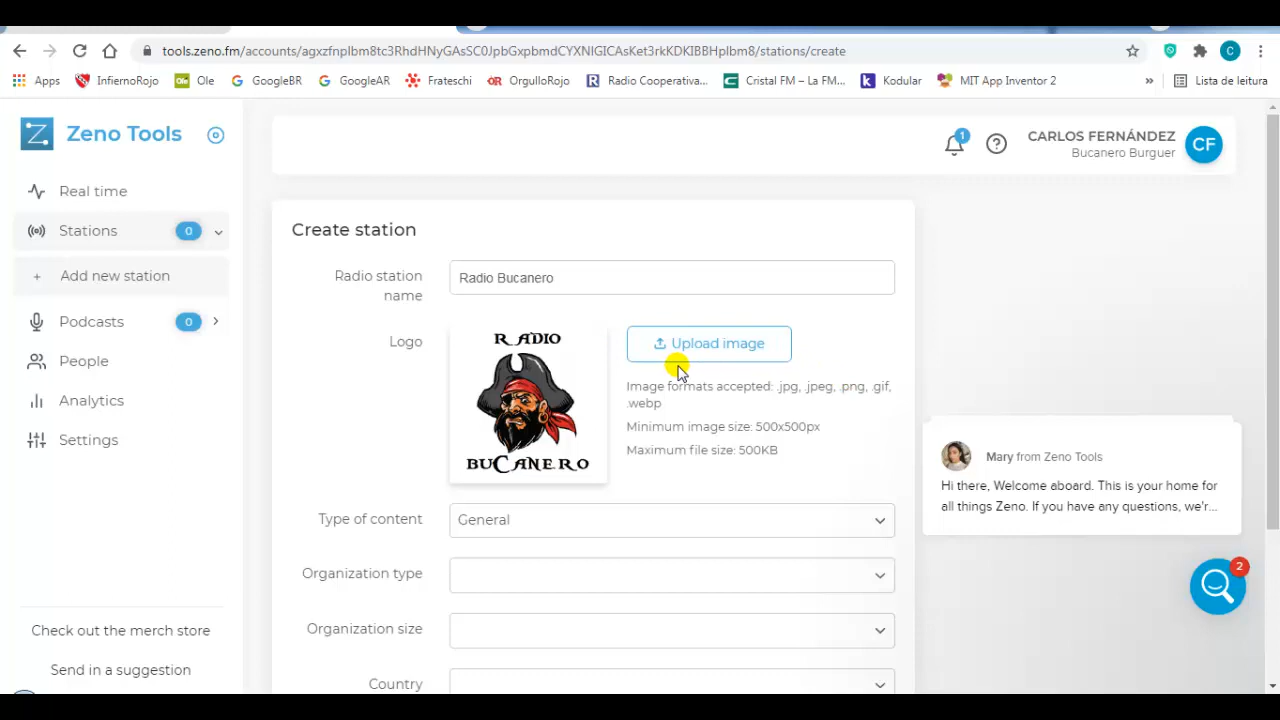 tools.zeno.fm/accounts/agxzfnplbm8tc3RhdHNyGAsSC0JpbGxpbmdCYXNlIGICAsKet3rkKDKIBBHplbm8/stations/create
Apps InfiernoRojo Ole GoogleBR GoogleAR Frateschi OrgulloRojo Radio Cooperativa... Cristal FM – La FM... Kodular MIT App Inventor 2 » Lista de leitura
C
Zeno Tools
Real time
Stations 0
+ Add new station
Podcasts 0
People
Analytics
Settings
Check out the merch store
Send in a suggestion
1
CARLOS FERNÁNDEZ
Bucanero Burguer
CF
Create station
Radio station
name
Radio Bucanero
Logo
RADIO
BUCANERO
Upload image
Image formats accepted: .jpg, .jpeg, .png, .gif,
.webp
Minimum image size: 500x500px
Maximum file size: 500KB
Type of content
General
Organization type
Organization size
Country
Mary from Zeno Tools
Hi there, Welcome aboard. This is your home for
all things Zeno. If you have any questions, we'r...
2